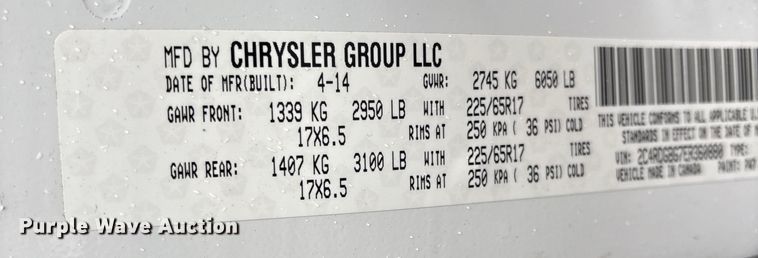 MFD BY CHRYSLER GROUP LLC
DATE OF MFR(BUILT): 4-14 GVWR: 2745 KG 6050 LB
GAWR FRONT: 1339 KG 2950 LB WITH 225/65R17 TIRES
17X6.5 RIMS AT 250 KPA ( 36 PSI) COLD
GAWR REAR: 1407 KG 3100 LB WITH 225/65R17 TIRES
17X6.5 RIMS AT 250 KPA ( 36 PSI) COLD
THIS VEHICLE CONFORMS TO ALL APPLICABLE
STANDARDS IN EFFECT ON THE DATE OF
VIN: TYPE:
VEHICLE MADE IN CANADA PAINT:
Purple Wave Auction